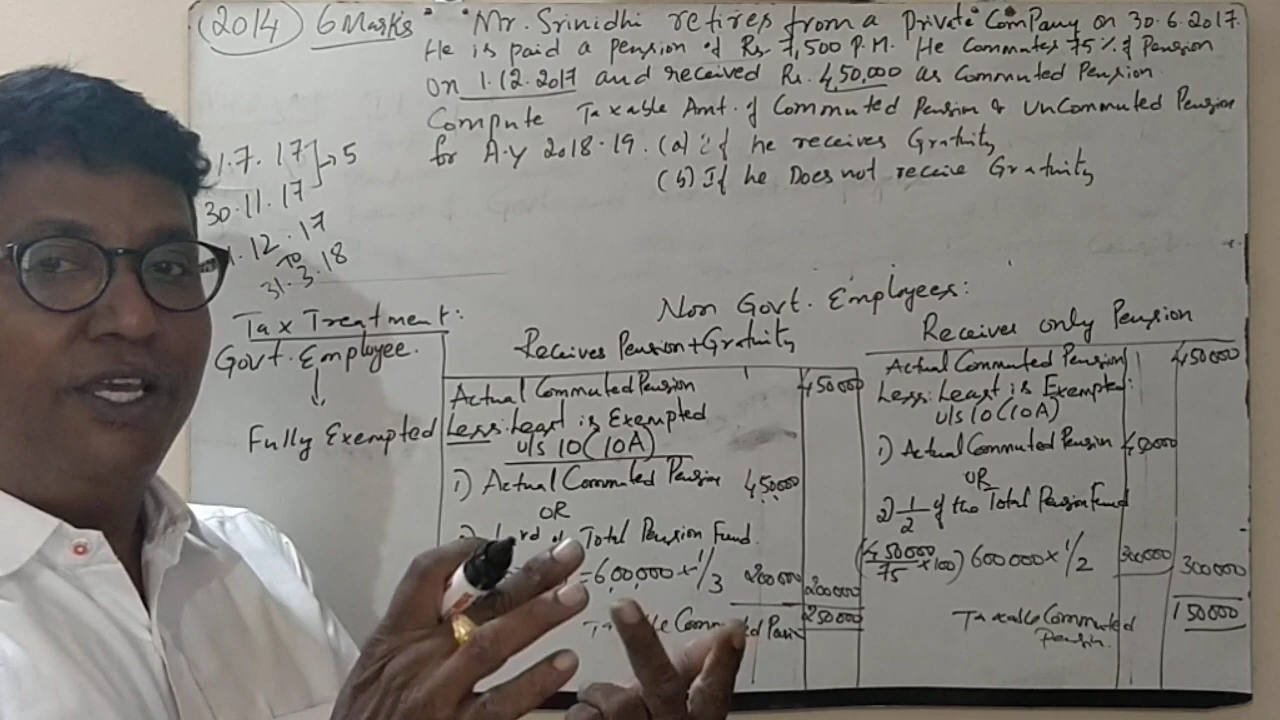 2014 6 Marks "Mr. Srinidhi retires from a Private Company on 30.6.2017.
He is paid a pension of Rs. 7,500 P.M. He Commutes 75% of Pension
on 1.12.2017 and received Rs. 4,50,000 as Commuted Pension.
Compute Taxable Amt. of Commuted Pension & UnCommuted Pension
for A.Y 2018-19. (a) if he receives Gratuity
(b) If he Does not receive Gratuity
1.7.17
→ 5
30.11.17
1.12.17
To
31.3.18
Tax Treatment:
Govt. Employee.
Fully Exempted
Non Govt. Employees:
Receives Pension + Gratuity
Actual Commuted Pension 450000
Less: Least is Exempted
u/s 10(10A)
1) Actual Commuted Pension 450000
OR
Total Pension Fund.
= 600000 x 1/3 200000 200000
Commuted 250000
Receives only Pension
Actual Commuted Pension 450000
Less: Least is Exempted:
u/s 10(10A)
1) Actual Commuted Pension 450000
OR
2) 1/2 of the Total Pension Fund
(450000/75 x 100) 600000 x 1/2 300000 300000
Taxable Commuted 150000
Pension.